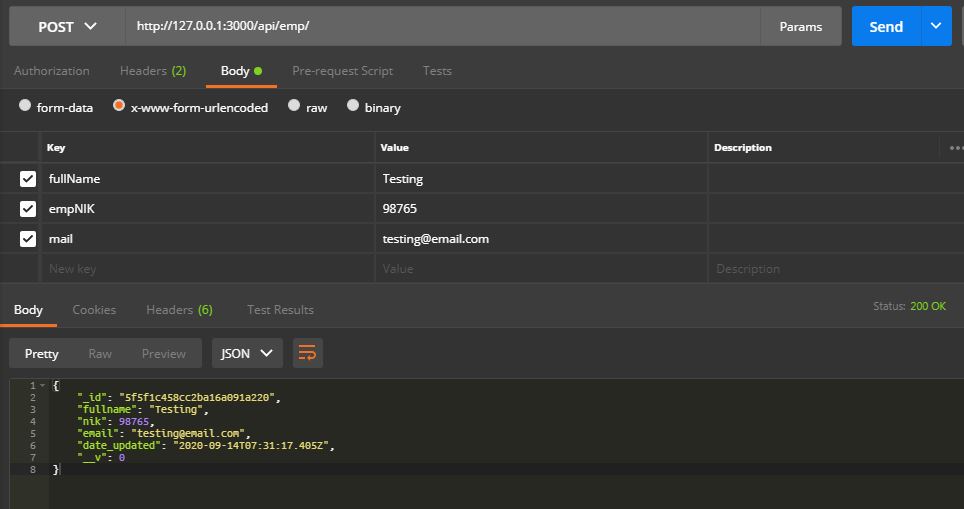 POST http://127.0.0.1:3000/api/emp/ Params Send
Authorization Headers (2) Body Pre-request Script Tests
form-data x-www-form-urlencoded raw binary
Key Value Description
fullName Testing
empNIK 98765
mail testing@email.com
New key Value Description
Body Cookies Headers (6) Test Results Status: 200 OK
Pretty Raw Preview JSON
1 {
2 "_id": "5f5f1c458cc2ba16a091a220",
3 "fullname": "Testing",
4 "nik": 98765,
5 "email": "testing@email.com",
6 "date_updated": "2020-09-14T07:31:17.405Z",
7 "__v": 0
8 }